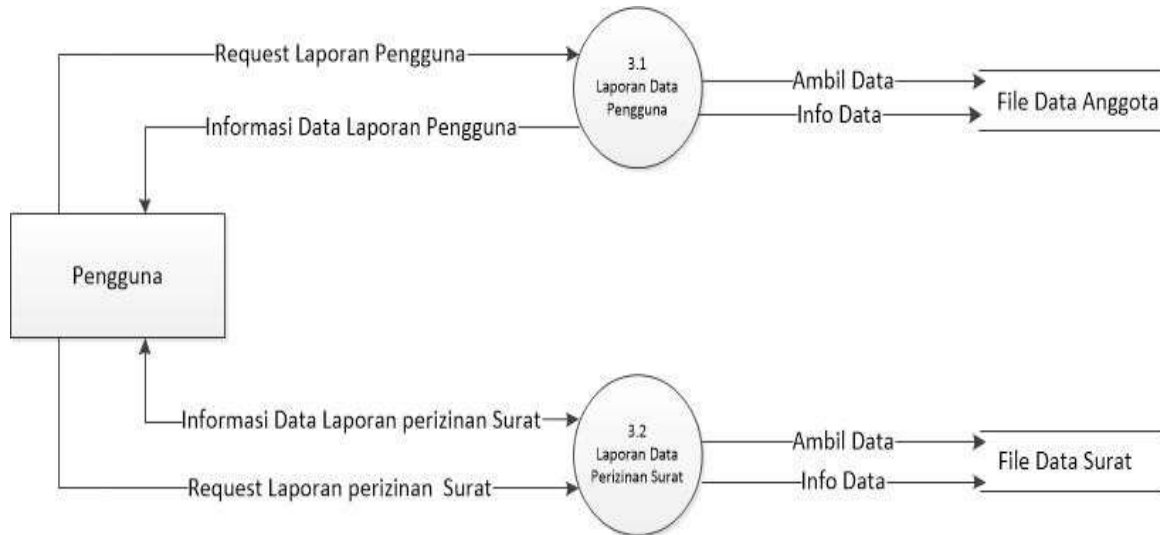 Request Laporan Pengguna
3.1
Laporan Data
Pengguna
Ambil Data
Info Data
File Data Anggota
Informasi Data Laporan Pengguna
Pengguna
Informasi Data Laporan perizinan Surat
Request Laporan perizinan Surat
3.2
Laporan Data
Perizinan Surat
Ambil Data
Info Data
File Data Surat